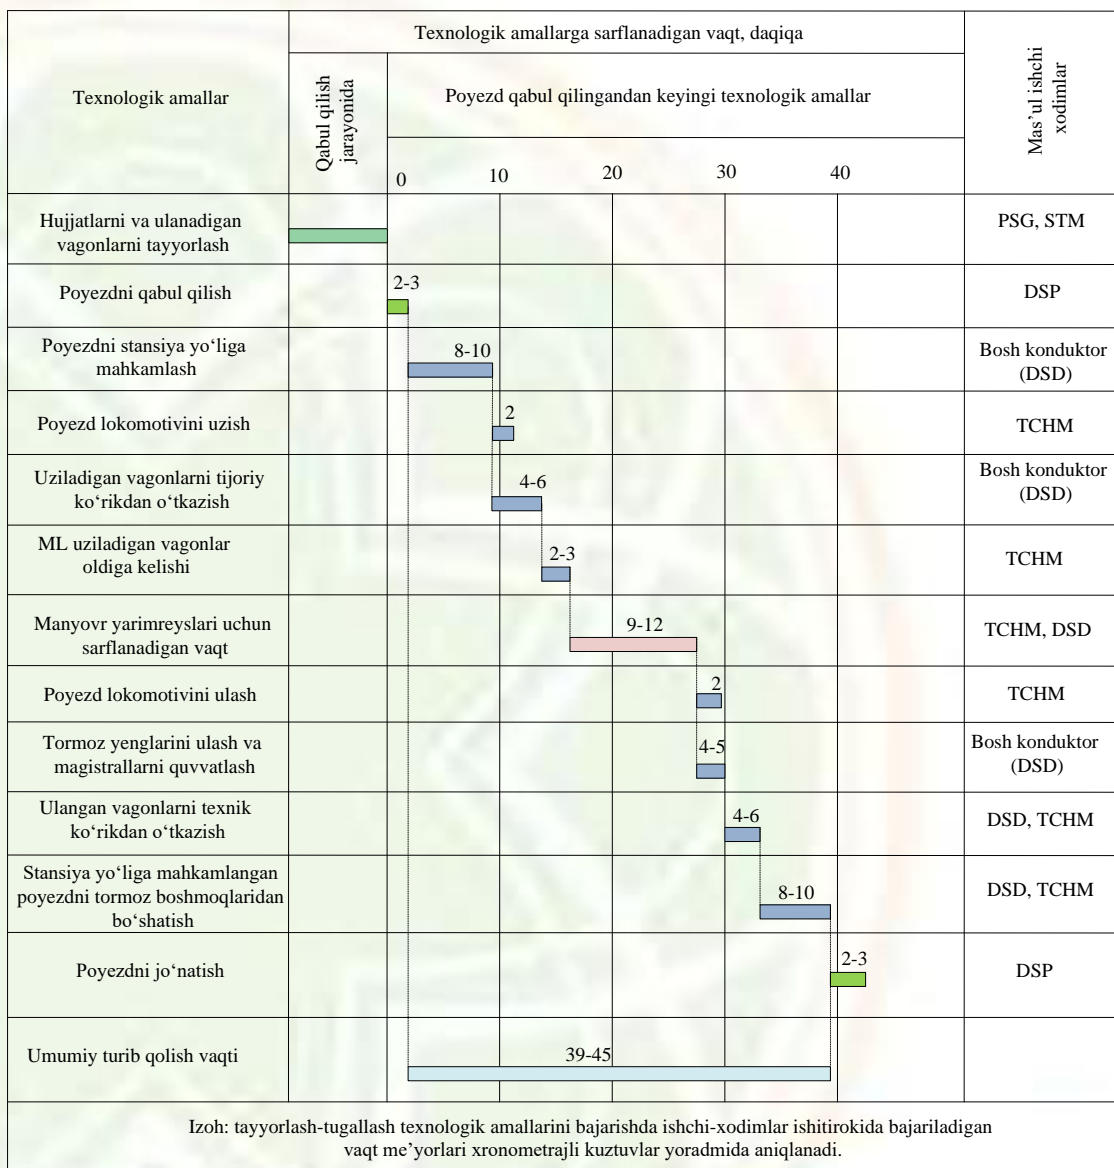 Texnologik amallar
Texnologik amallarga sarflanadigan vaqt, daqiqa
Qabul qilish
jarayonida
Poyezd qabul qilingandan keyingi texnologik amallar
0 10 20 30 40
Mas’ul ishchi
xodimlar
Hujjatlarni va ulanadigan
vagonlarni tayyorlash
PSG, STM
Poyezdni qabul qilish
2-3
DSP
Poyezdni stansiya yo‘liga
mahkamlash
8-10
Bosh konduktor
(DSD)
Poyezd lokomotivini uzish
2
TCHM
Uziladigan vagonlarni tijoriy
ko‘rikdan o‘tkazish
4-6
Bosh konduktor
(DSD)
ML uziladigan vagonlar
oldiga kelishi
2-3
TCHM
Manyovr yarimreyslari uchun
sarflanadigan vaqt
9-12
TCHM, DSD
Poyezd lokomotivini ulash
2
TCHM
Tormoz yenglarini ulash va
magistrallarni quvvatlash
4-5
Bosh konduktor
(DSD)
Ulangan vagonlarni texnik
ko‘rikdan o‘tkazish
4-6
DSD, TCHM
Stansiya yo‘liga mahkamlangan
poyezdni tormoz boshmoqlaridan
bo‘shatish
8-10
DSD, TCHM
Poyezdni jo‘natish
2-3
DSP
Umumiy turib qolish vaqti
39-45
Izoh: tayyorlash-tugallash texnologik amallarini bajarishda ishchi-xodimlar ishitirokida bajariladigan
vaqt me’yorlari xronometrajli kuztuvlar yoradmida aniqlanadi.